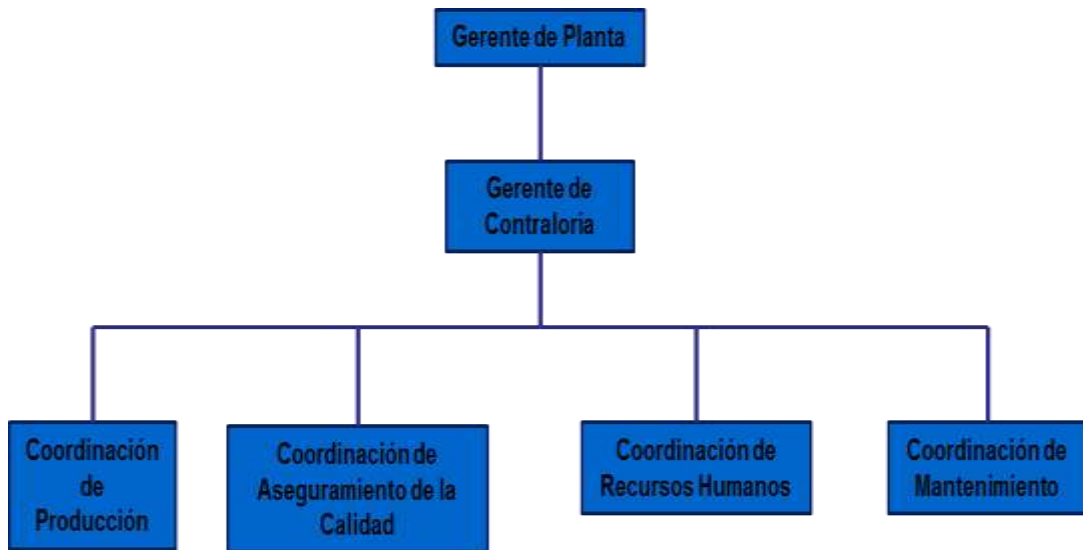 Gerente de Planta
Gerente de
Contraloría
Coordinación
de
Producción
Coordinación de
Aseguramiento de la
Calidad
Coordinación de
Recursos Humanos
Coordinación de
Mantenimiento